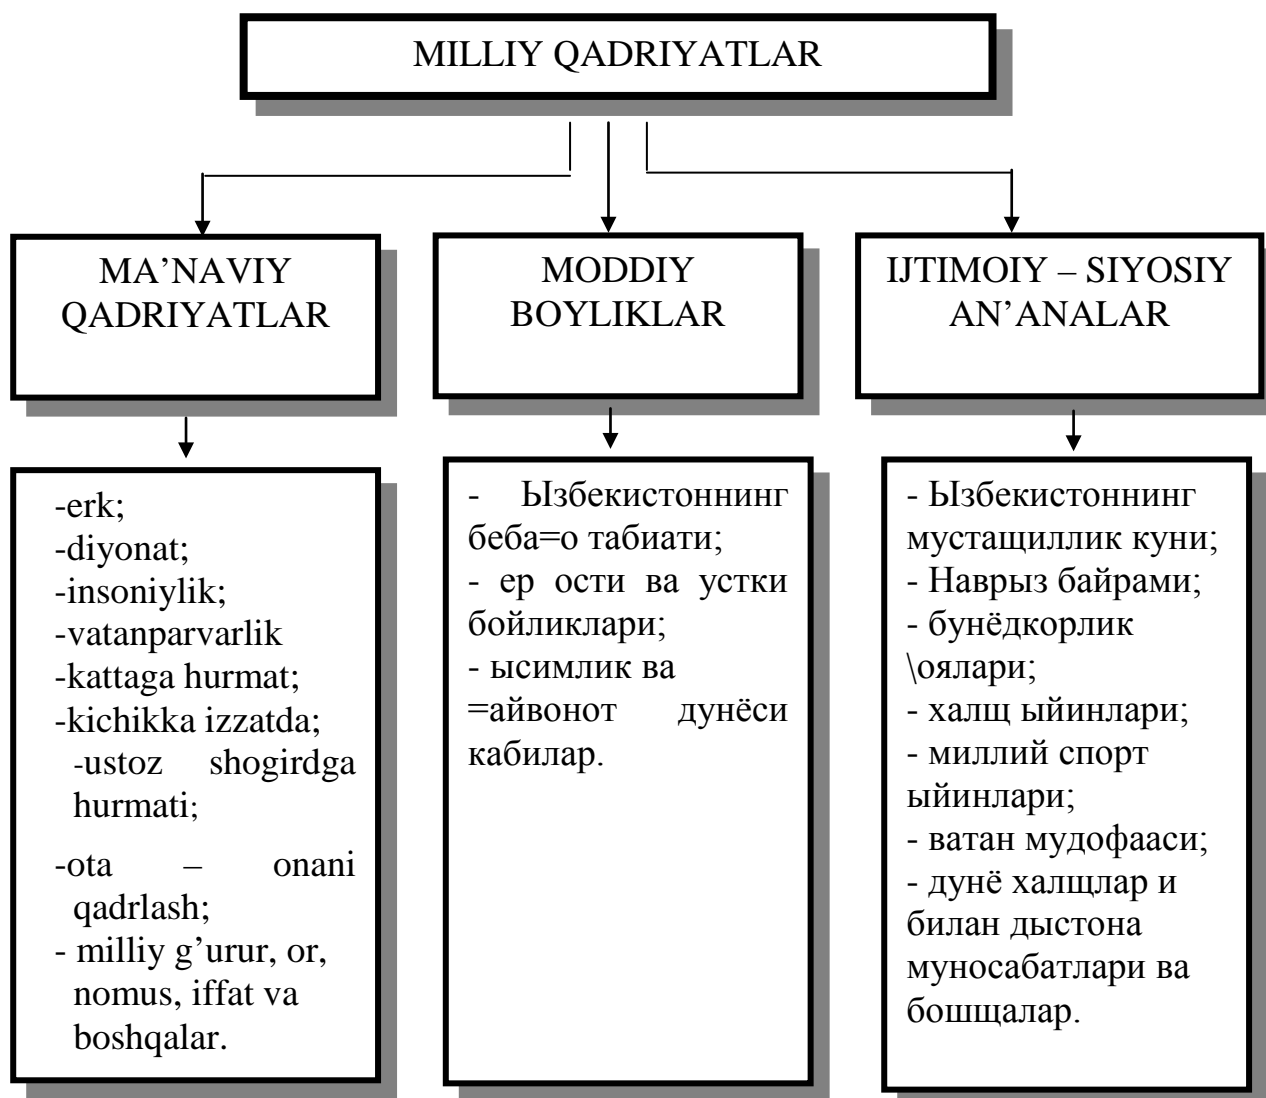 MILLIY QADRIYATLAR
MA’NAVIY
QADRIYATLAR
MODDIY
BOYLIKLAR
IJTIMOIY – SIYOSIY
AN’ANALAR
-erk;
-diyonat;
-insoniylik;
-vatanparvarlik
-kattaga hurmat;
-kichikka izzatda;
-ustoz shogirdga
hurmati;
-ota – onani
qadrlash;
- milliy g’urur, or,
nomus, iffat va
boshqalar.
- Ызбекистоннинг
беба=о табиати;
- ер ости ва устки
бойликлари;
- ысимлик ва
=айвонот дунёси
кабилар.
- Ызбекистоннинг
мустащиллик куни;
- Наврыз байрами;
- бунёдкорлик
\оялари;
- халщ ыйинлари;
- миллий спорт
ыйинлари;
- ватан мудофааси;
- дунё халщлар и
билан дыстона
муносабатлари ва
бошщалар.